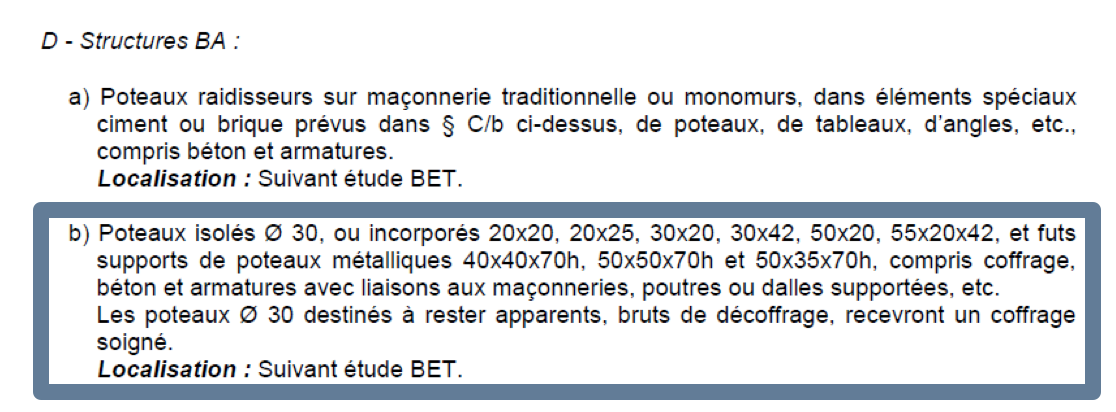 D - Structures BA :
a) Poteaux raidisseurs sur maçonnerie traditionnelle ou monomurs, dans éléments spéciaux
ciment ou brique prévus dans § C/b ci-dessus, de poteaux, de tableaux, d'angles, etc.,
compris béton et armatures.
Localisation : Suivant étude BET.
b) Poteaux isolés Ø 30, ou incorporés 20x20, 20x25, 30x20, 30x42, 50x20, 55x20x42, et futs
supports de poteaux métalliques 40x40x70h, 50x50x70h et 50x35x70h, compris coffrage,
béton et armatures avec liaisons aux maçonneries, poutres ou dalles supportées, etc.
Les poteaux Ø 30 destinés à rester apparents, bruts de décoffrage, recevront un coffrage
soigné.
Localisation : Suivant étude BET.